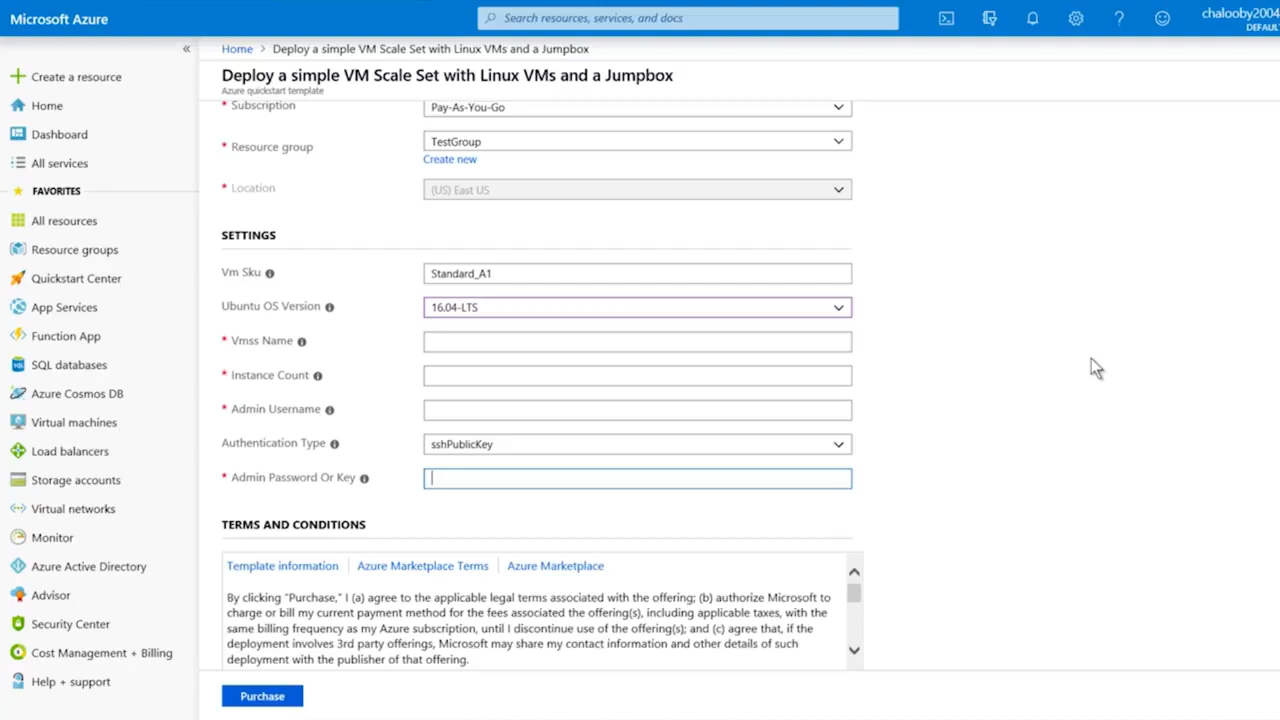 Microsoft Azure
Search resources, services, and docs
chalooby2004
DEFAUL
Create a resource
Home
Dashboard
All services
FAVORITES
All resources
Resource groups
Quickstart Center
App Services
Function App
SQL databases
Azure Cosmos DB
Virtual machines
Load balancers
Storage accounts
Virtual networks
Monitor
Azure Active Directory
Advisor
Security Center
Cost Management + Billing
Help + support
Home > Deploy a simple VM Scale Set with Linux VMs and a Jumpbox
Deploy a simple VM Scale Set with Linux VMs and a Jumpbox
Azure quickstart template
* Subscription
Pay-As-You-Go
* Resource group
TestGroup
Create new
* Location
(US) East US
SETTINGS
Vm Sku
Standard_A1
Ubuntu OS Version
16.04-LTS
* Vmss Name
* Instance Count
* Admin Username
Authentication Type
sshPublicKey
* Admin Password Or Key
TERMS AND CONDITIONS
Template information | Azure Marketplace Terms | Azure Marketplace
By clicking "Purchase," I (a) agree to the applicable legal terms associated with the offering; (b) authorize Microsoft to
charge or bill my current payment method for the fees associated the offering(s), including applicable taxes, with the
same billing frequency as my Azure subscription, until I discontinue use of the offering(s); and (c) agree that, if the
deployment involves 3rd party offerings, Microsoft may share my contact information and other details of such
deployment with the publisher of that offering.
Purchase